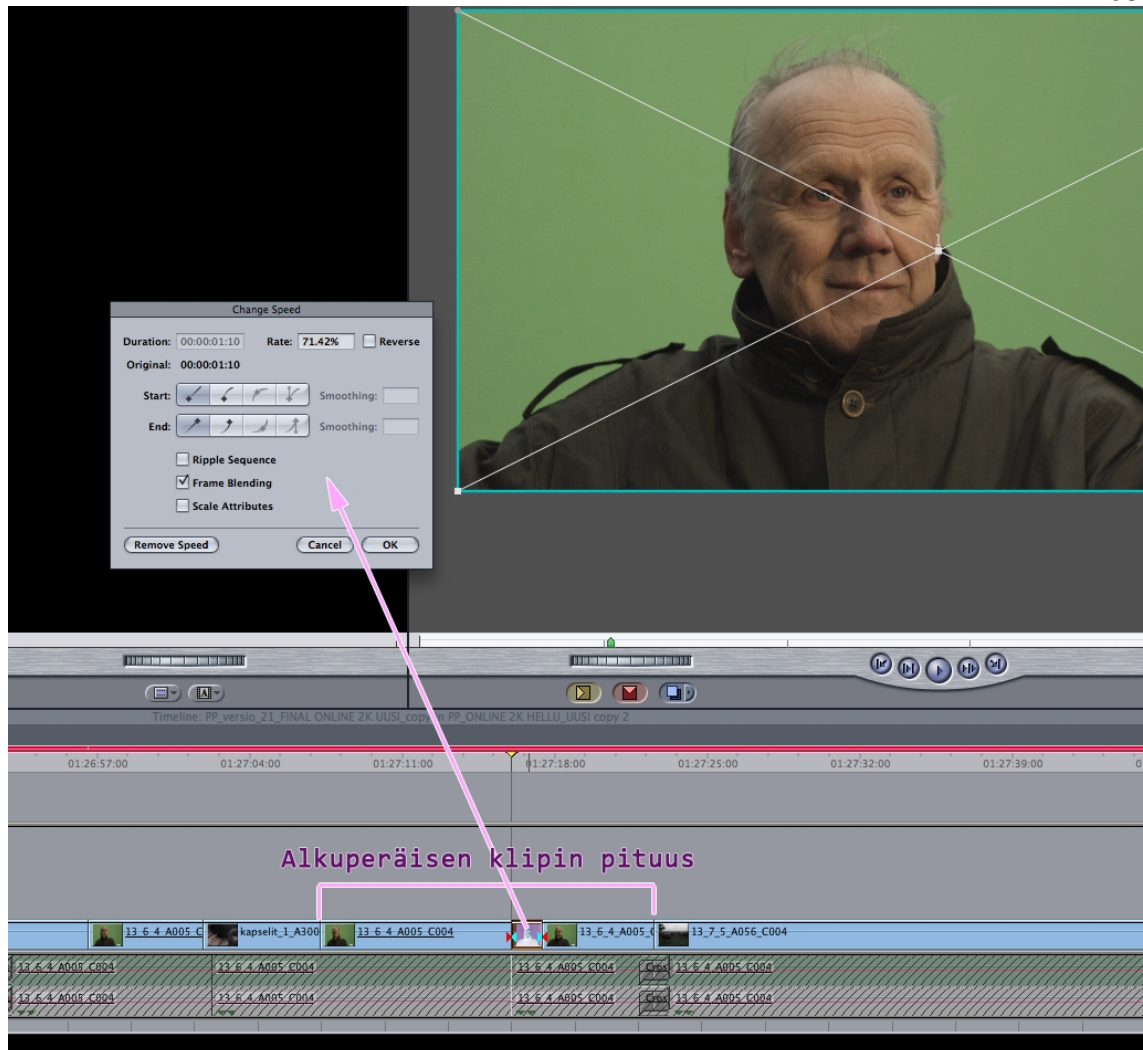 Change Speed
Duration: 00:00:01:10 Rate: 71.42% Reverse
Original: 00:00:01:10
Start: Smoothing:
End: Smoothing:
Ripple Sequence
Frame Blending
Scale Attributes
Remove Speed Cancel OK
Timeline: PP_versio_21_FINAL ONLINE 2K UUSI_copy in PP_ONLINE 2K HELLU_UUSI copy 2
01:26:57:00 01:27:04:00 01:27:11:00 01:27:18:00 01:27:25:00 01:27:32:00 01:27:39:00
Alkuperäisen klipin pituus
13_6_4_A005_C kapselit_1_A300 13_6_4_A005_C004 13_6_4_A005_C 13_7_5_A056_C004
13_6_4_A005_C004 13_6_4_A005_C004 13_6_4_A005_C004 Cros 13_6_4_A005_C004
13_6_4_A005_C004 13_6_4_A005_C004 13_6_4_A005_C004 Cros 13_6_4_A005_C004